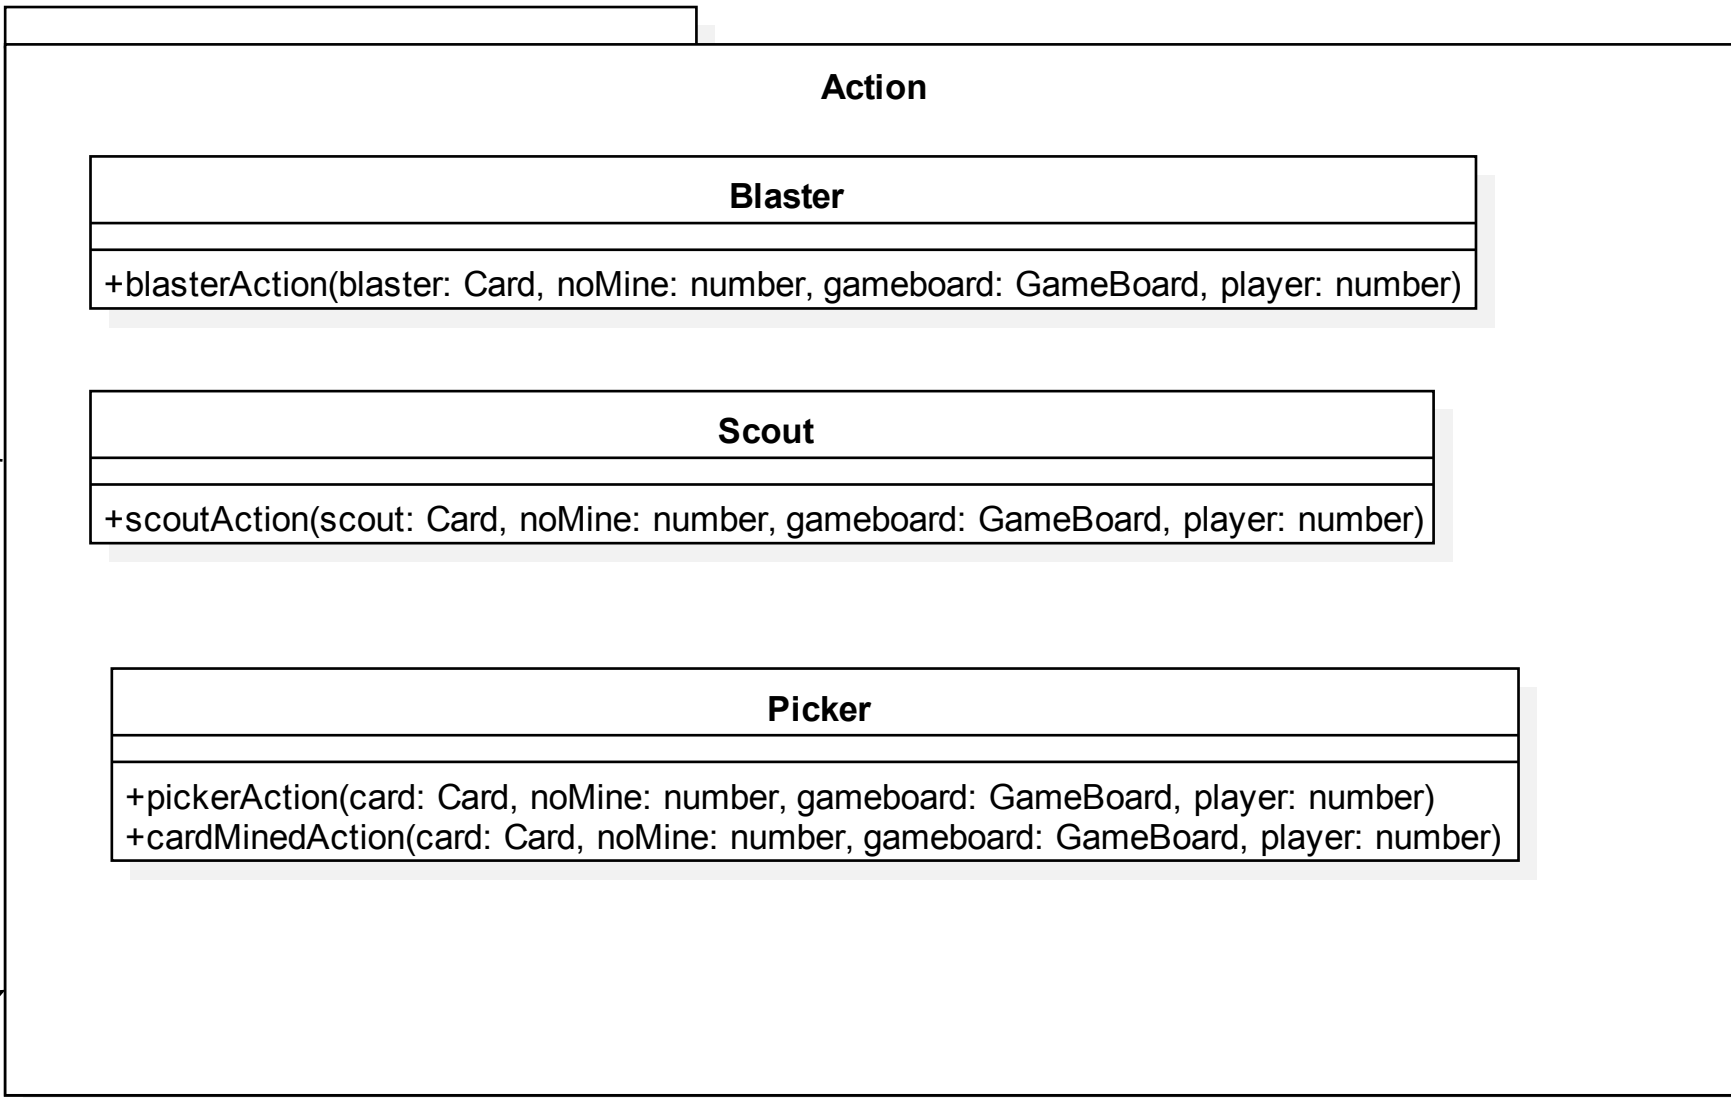 Action
Blaster
+blasterAction(blaster: Card, noMine: number, gameboard: GameBoard, player: number)
Scout
+scoutAction(scout: Card, noMine: number, gameboard: GameBoard, player: number)
Picker
+pickerAction(card: Card, noMine: number, gameboard: GameBoard, player: number)
+cardMinedAction(card: Card, noMine: number, gameboard: GameBoard, player: number)